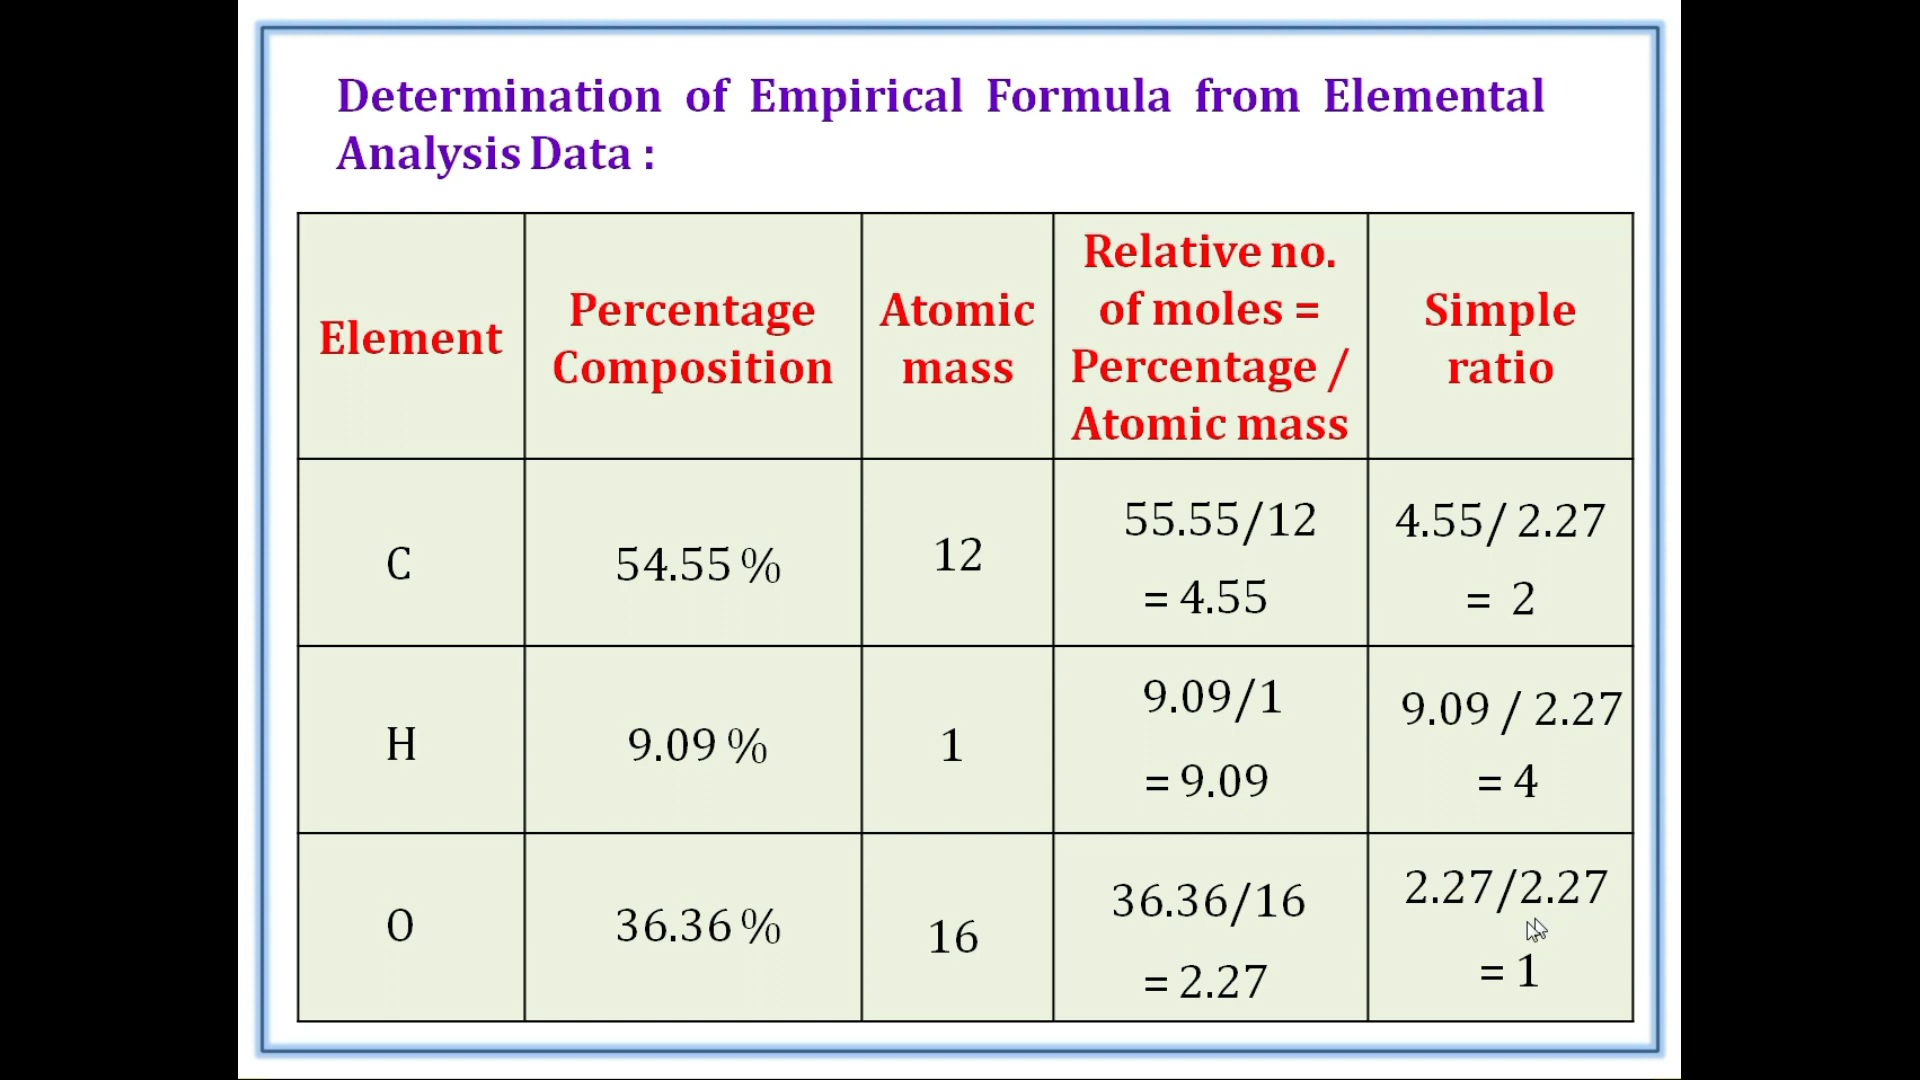 Determination of Empirical Formula from Elemental
Analysis Data :
Element
Percentage
Composition
Atomic
mass
Relative no.
of moles =
Percentage /
Atomic mass
Simple
ratio
C
54.55 %
12
55.55/12
= 4.55
4.55/ 2.27
= 2
H
9.09 %
1
9.09/1
= 9.09
9.09 / 2.27
= 4
O
36.36 %
16
36.36/16
= 2.27
2.27/2.27
= 1